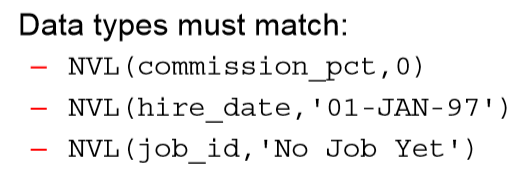 Data types must match:
– NVL(commission_pct,0)
– NVL(hire_date,'01-JAN-97')
– NVL(job_id,'No Job Yet')